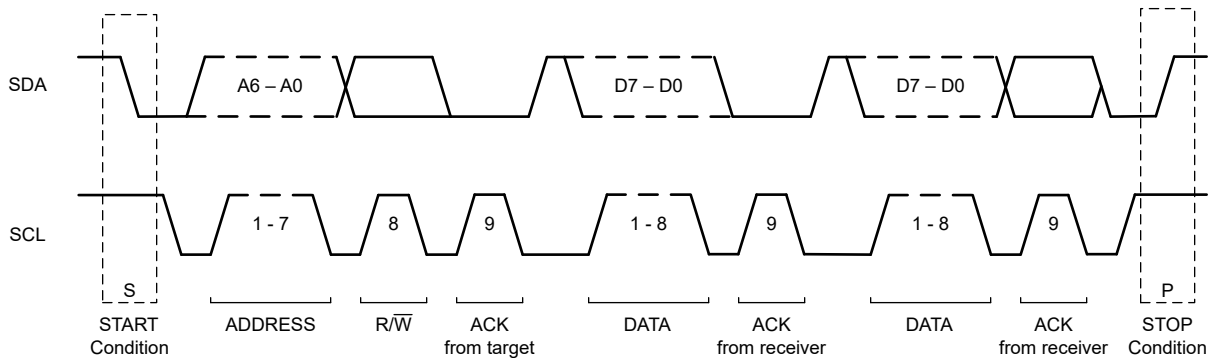 SDA
A6 – A0
D7 – D0
D7 – D0
SCL
1 - 7
8
9
1 - 8
9
1 - 8
9
S
P
START
Condition
ADDRESS
R/W̅
ACK
from target
DATA
ACK
from receiver
DATA
ACK
from receiver
STOP
Condition